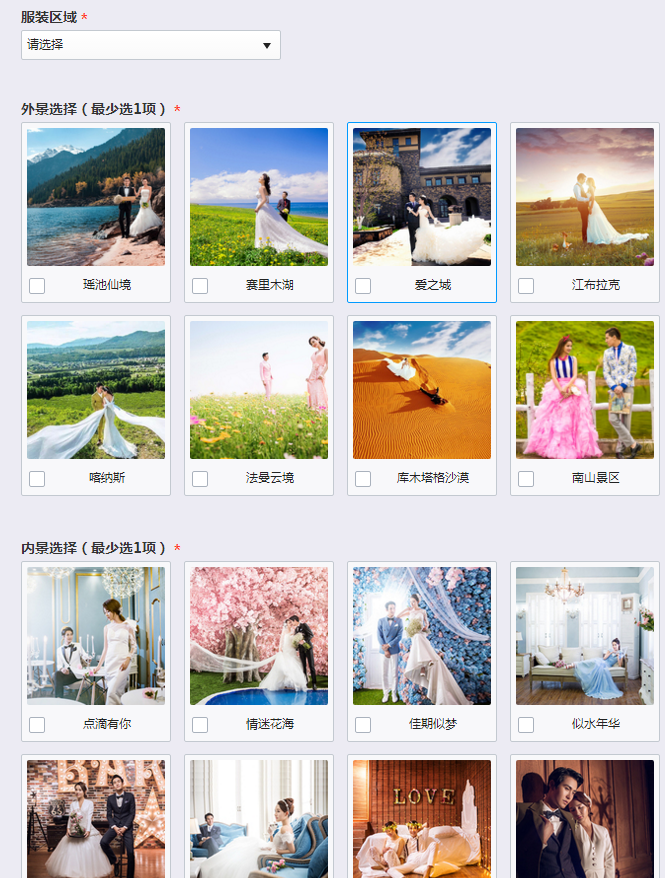 服装区域 *
请选择
外景选择（最少选1项） *
瑶池仙境
赛里木湖
爱之城
江布拉克
喀纳斯
法曼云境
库木塔格沙漠
南山景区
内景选择（最少选1项） *
点滴有你
情迷花海
佳期似梦
似水年华
LOVE